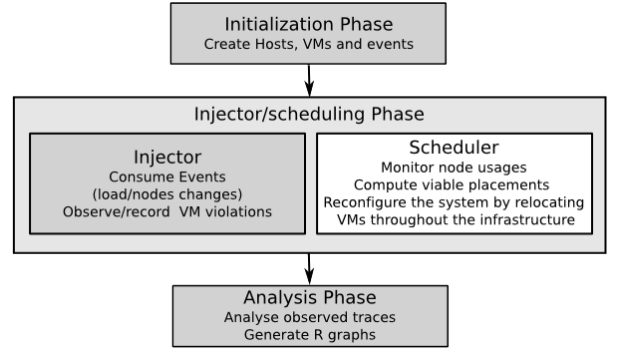 Initialization Phase
Create Hosts, VMs and events
Injector/scheduling Phase
Injector
Consume Events
(load/nodes changes)
Observe/record VM violations
Scheduler
Monitor node usages
Compute viable placements
Reconfigure the system by relocating
VMs throughout the infrastructure
Analysis Phase
Analyse observed traces
Generate R graphs